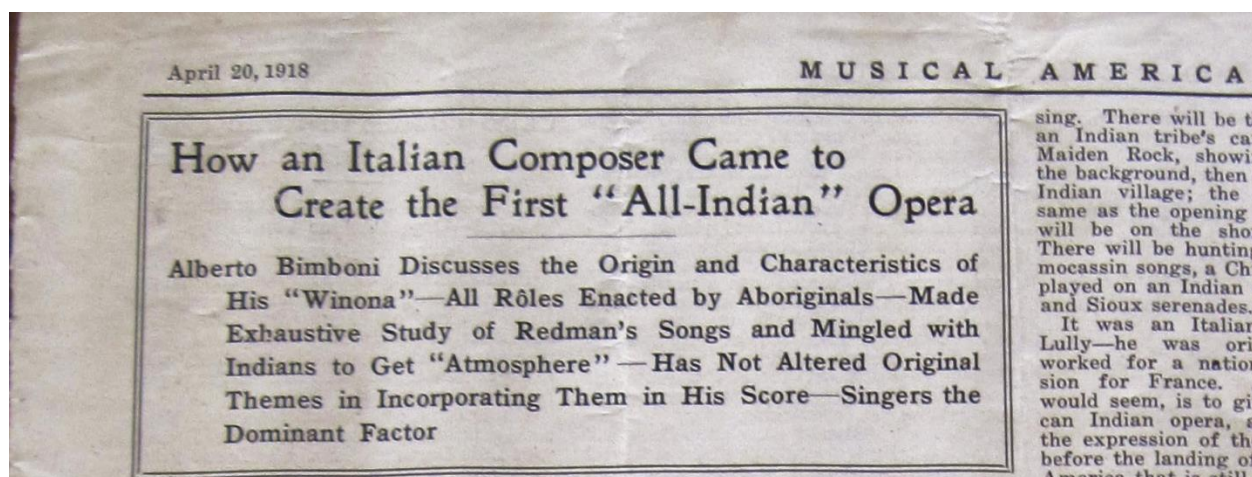 April 20, 1918
MUSICAL AMERICA
How an Italian Composer Came to
Create the First “All-Indian” Opera
Alberto Bimboni Discusses the Origin and Characteristics of
His “Winona”—All Rôles Enacted by Aboriginals—Made
Exhaustive Study of Redman's Songs and Mingled with
Indians to Get “Atmosphere”—Has Not Altered Original
Themes in Incorporating Them in His Score—Singers the
Dominant Factor
sing. There will be
an Indian tribe's
Maiden Rock,
the background, then
Indian village; the
same as the opening
will be on the
There will be
mocassin songs, a
played on an Indian
and Sioux serenades.
It was an Italian
Lully—he was
worked for a
sion for France.
would seem, is to
can Indian opera,
the expression of
before the landing